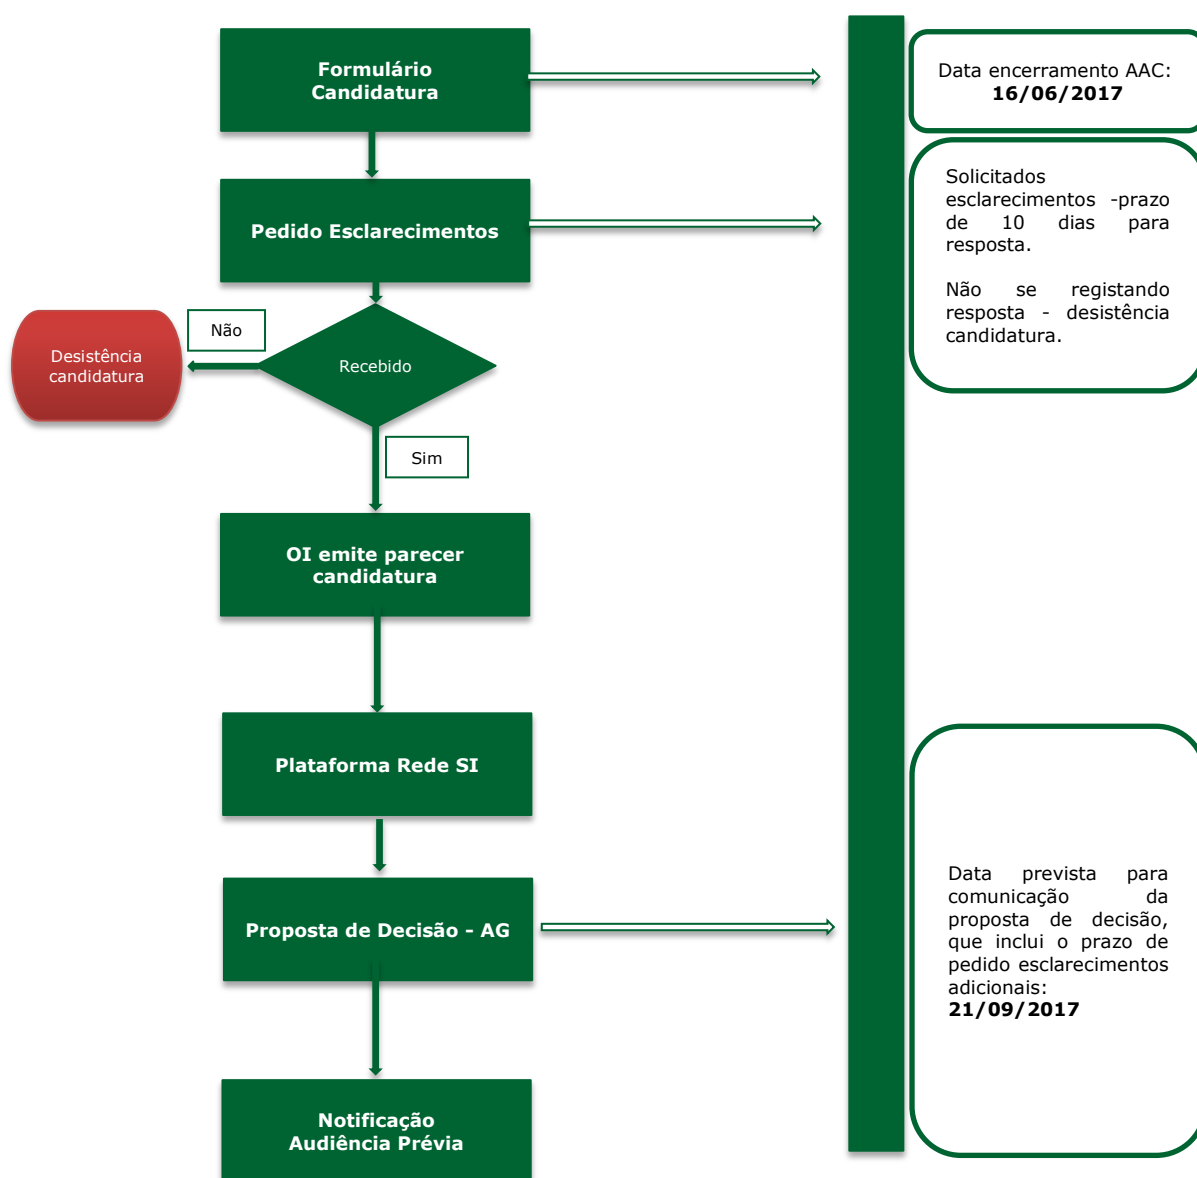 Formulário
Candidatura
Data encerramento AAC:
16/06/2017
Pedido Esclarecimentos
Solicitados
esclarecimentos -prazo
de 10 dias para
resposta.
Não se registando
resposta - desistência
candidatura.
Não
Desistência
candidatura
Recebido
Sim
OI emite parecer
candidatura
Plataforma Rede SI
Proposta de Decisão - AG
Data prevista para
comunicação da
proposta de decisão,
que inclui o prazo de
pedido esclarecimentos
adicionais:
21/09/2017
Notificação
Audiência Prévia